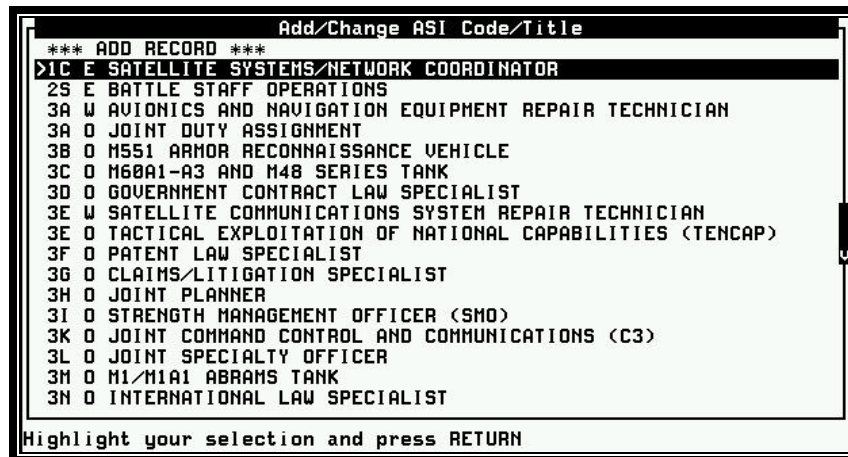 Add/Change ASI Code/Title
*** ADD RECORD ***
>1C E SATELLITE SYSTEMS/NETWORK COORDINATOR
2S E BATTLE STAFF OPERATIONS
3A W AVIONICS AND NAVIGATION EQUIPMENT REPAIR TECHNICIAN
3A O JOINT DUTY ASSIGNMENT
3B O M551 ARMOR RECONNAISSANCE VEHICLE
3C O M60A1-A3 AND M48 SERIES TANK
3D O GOVERNMENT CONTRACT LAW SPECIALIST
3E W SATELLITE COMMUNICATIONS SYSTEM REPAIR TECHNICIAN
3E O TACTICAL EXPLOITATION OF NATIONAL CAPABILITIES (TENCAP)
3F O PATENT LAW SPECIALIST
3G O CLAIMS/LITIGATION SPECIALIST
3H O JOINT PLANNER
3I O STRENGTH MANAGEMENT OFFICER (SMO)
3K O JOINT COMMAND CONTROL AND COMMUNICATIONS (C3)
3L O JOINT SPECIALTY OFFICER
3M O M1/M1A1 ABRAMS TANK
3N O INTERNATIONAL LAW SPECIALIST
Highlight your selection and press RETURN